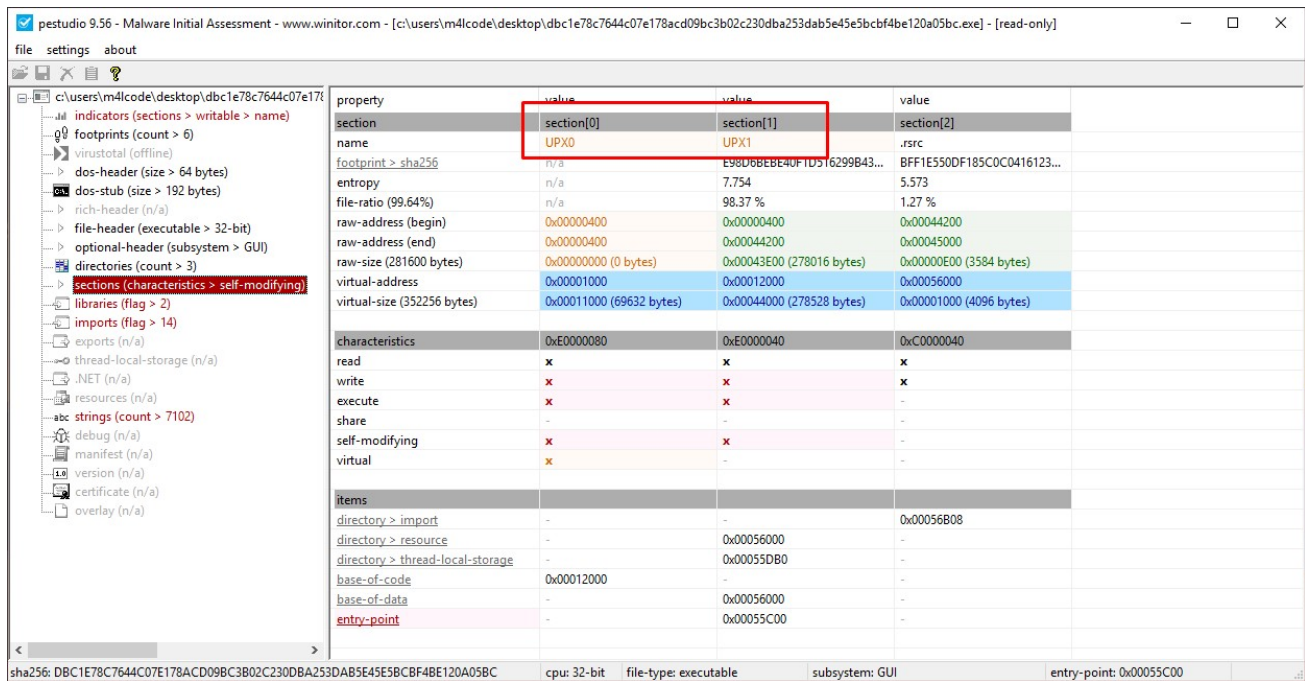 pestudio 9.56 - Malware Initial Assessment - www.winitor.com - [c:\users\m4lcode\desktop\dbc1e78c7644c07e178acd09bc3b02c230dba253dab5e45e5bcbf4be120a05bc.exe] - [read-only]
file settings about
c:\users\m4lcode\desktop\dbc1e78c7644c07e178
indicators (sections > writable > name)
footprints (count > 6)
virustotal (offline)
dos-header (size > 64 bytes)
dos-stub (size > 192 bytes)
rich-header (n/a)
file-header (executable > 32-bit)
optional-header (subsystem > GUI)
directories (count > 3)
sections (characteristics > self-modifying)
libraries (flag > 2)
imports (flag > 14)
exports (n/a)
thread-local-storage (n/a)
.NET (n/a)
resources (n/a)
abc strings (count > 7102)
debug (n/a)
manifest (n/a)
1.0 version (n/a)
certificate (n/a)
overlay (n/a)
property value value value
section section[0] section[1] section[2]
name UPX0 UPX1 .rsrc
footprint > sha256 n/a E98D6BEBE40F1D516299B43... BFF1E550DF185C0C0416123...
entropy n/a 7.754 5.573
file-ratio (99.64%) n/a 98.37 % 1.27 %
raw-address (begin) 0x00000400 0x00000400 0x00044200
raw-address (end) 0x00000400 0x00044200 0x00045000
raw-size (281600 bytes) 0x00000000 (0 bytes) 0x00043E00 (278016 bytes) 0x00000E00 (3584 bytes)
virtual-address 0x00001000 0x00012000 0x00056000
virtual-size (352256 bytes) 0x00011000 (69632 bytes) 0x00044000 (278528 bytes) 0x00001000 (4096 bytes)
characteristics 0xE0000080 0xE0000040 0xC0000040
read x x x
write x x x
execute x x -
share - - -
self-modifying x x -
virtual x - -
items
directory > import - - 0x00056B08
directory > resource - 0x00056000 -
directory > thread-local-storage - 0x00055DB0 -
base-of-code 0x00012000 - -
base-of-data - 0x00056000 -
entry-point - 0x00055C00 -
sha256: DBC1E78C7644C07E178ACD09BC3B02C230DBA253DAB5E45E5BCBF4BE120A05BC cpu: 32-bit file-type: executable subsystem: GUI entry-point: 0x00055C00